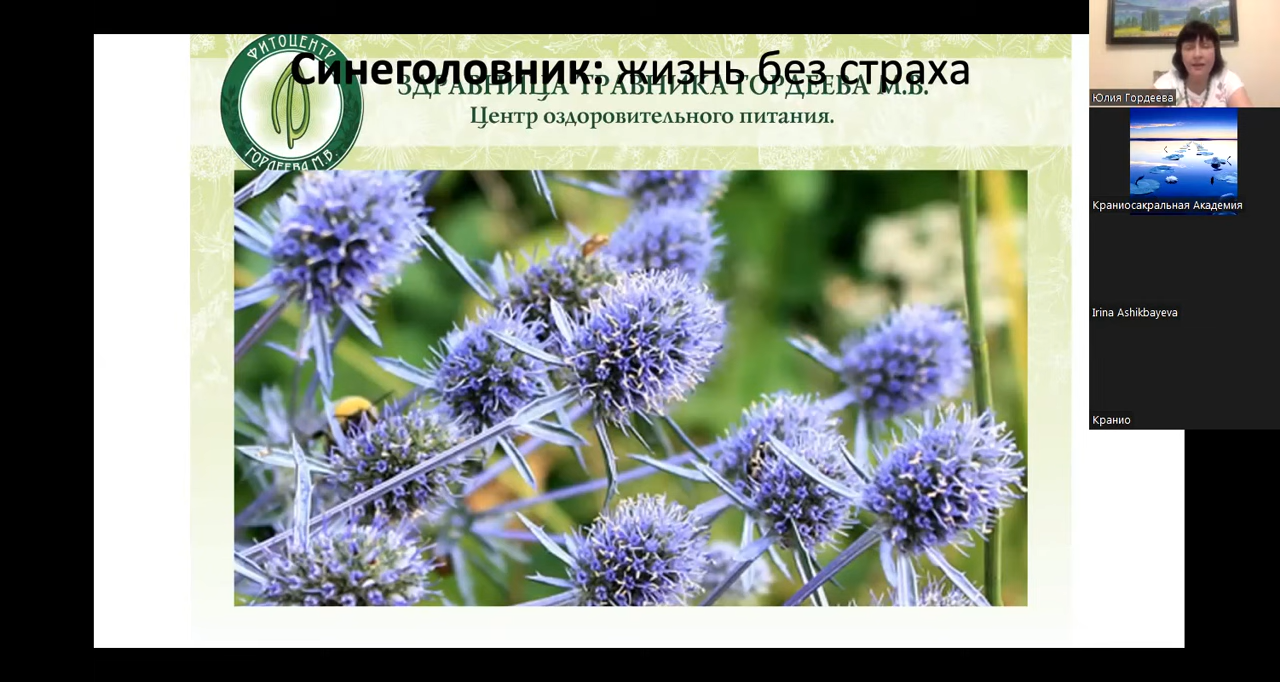 Синеголовник: жизнь без страха
ЗДРАВНИЦА ТРАВНИКА ГОРДЕЕВА М.В.
Центр оздоровительного питания.
ФИТОЦЕНТР
ГОРДЕЕВА М.В.
Юлия Гордеева
Краниосакральная Академия
Irina Ashikbayeva
Кранио